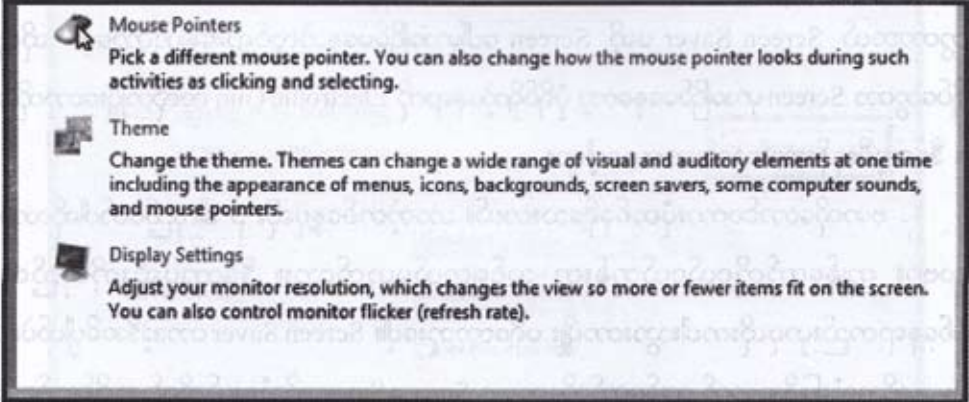 Mouse Pointers
Pick a different mouse pointer. You can also change how the mouse pointer looks during such
activities as clicking and selecting.
Theme
Change the theme. Themes can change a wide range of visual and auditory elements at one time
including the appearance of menus, icons, backgrounds, screen savers, some computer sounds,
and mouse pointers.
Display Settings
Adjust your monitor resolution, which changes the view so more or fewer items fit on the screen.
You can also control monitor flicker (refresh rate).